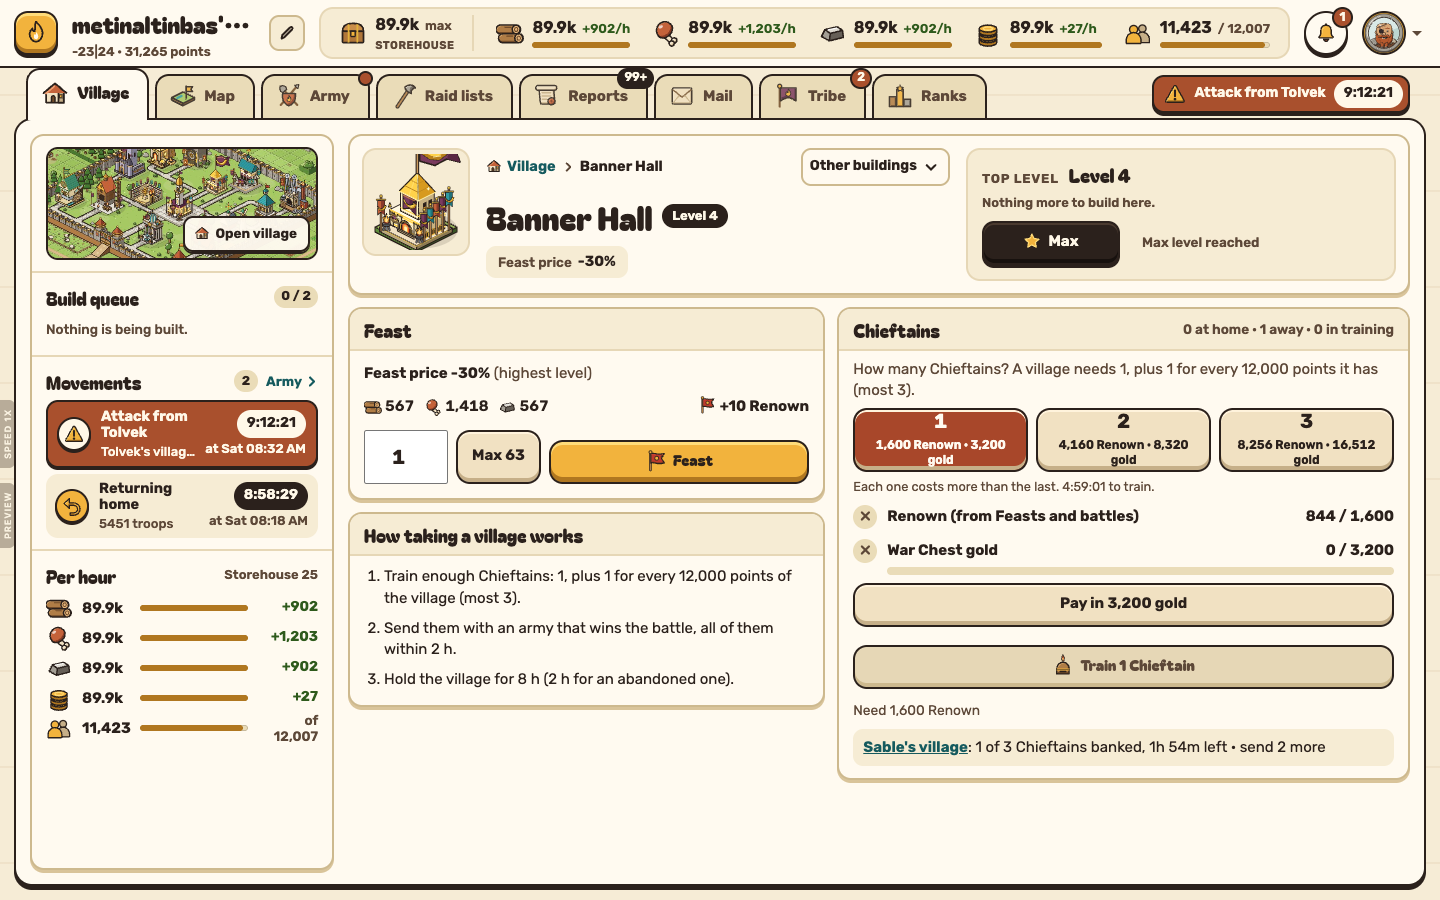 metinaltinbas'•••
-23|24 • 31,265 points
89.9k max
STOREHOUSE
89.9k +902/h
89.9k +1,203/h
89.9k +902/h
89.9k +27/h
11,423 / 12,007
1
Village
Map
Army
Raid lists
Reports
99+
Mail
Tribe
2
Ranks
Attack from Tolvek 9:12:21
SPEED 1X
PREVIEW
Open village
Build queue 0 / 2
Nothing is being built.
Movements 2 Army
Attack from Tolvek 9:12:21
Tolvek's villag... at Sat 08:32 AM
Returning home 8:58:29
5451 troops at Sat 08:18 AM
Per hour Storehouse 25
89.9k +902
89.9k +1,203
89.9k +902
89.9k +27
11,423 of 12,007
Village > Banner Hall
Other buildings
Banner Hall Level 4
Feast price -30%
TOP LEVEL Level 4
Nothing more to build here.
Max
Max level reached
Feast
Feast price -30% (highest level)
567 1,418 567 +10 Renown
1 Max 63 Feast
How taking a village works
1. Train enough Chieftains: 1, plus 1 for every 12,000 points of
the village (most 3).
2. Send them with an army that wins the battle, all of them
within 2 h.
3. Hold the village for 8 h (2 h for an abandoned one).
Chieftains 0 at home • 1 away • 0 in training
How many Chieftains? A village needs 1, plus 1 for every 12,000 points it has
(most 3).
1
1,600 Renown • 3,200
gold
2
4,160 Renown • 8,320
gold
3
8,256 Renown • 16,512
gold
Each one costs more than the last. 4:59:01 to train.
Renown (from Feasts and battles) 844 / 1,600
War Chest gold 0 / 3,200
Pay in 3,200 gold
Train 1 Chieftain
Need 1,600 Renown
Sable's village: 1 of 3 Chieftains banked, 1h 54m left • send 2 more